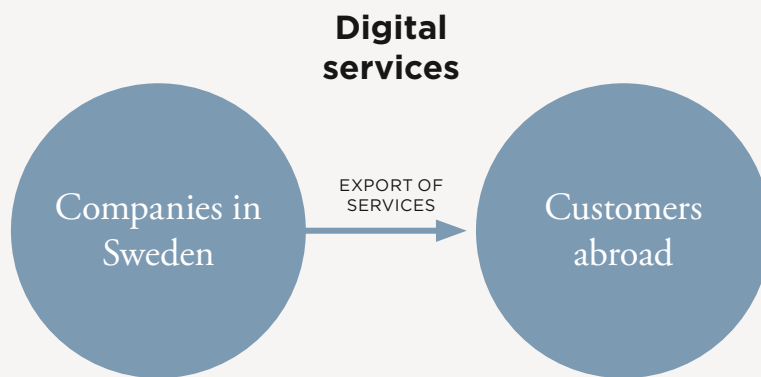 Digital
services
Companies in
Sweden
EXPORT OF
SERVICES
Customers
abroad